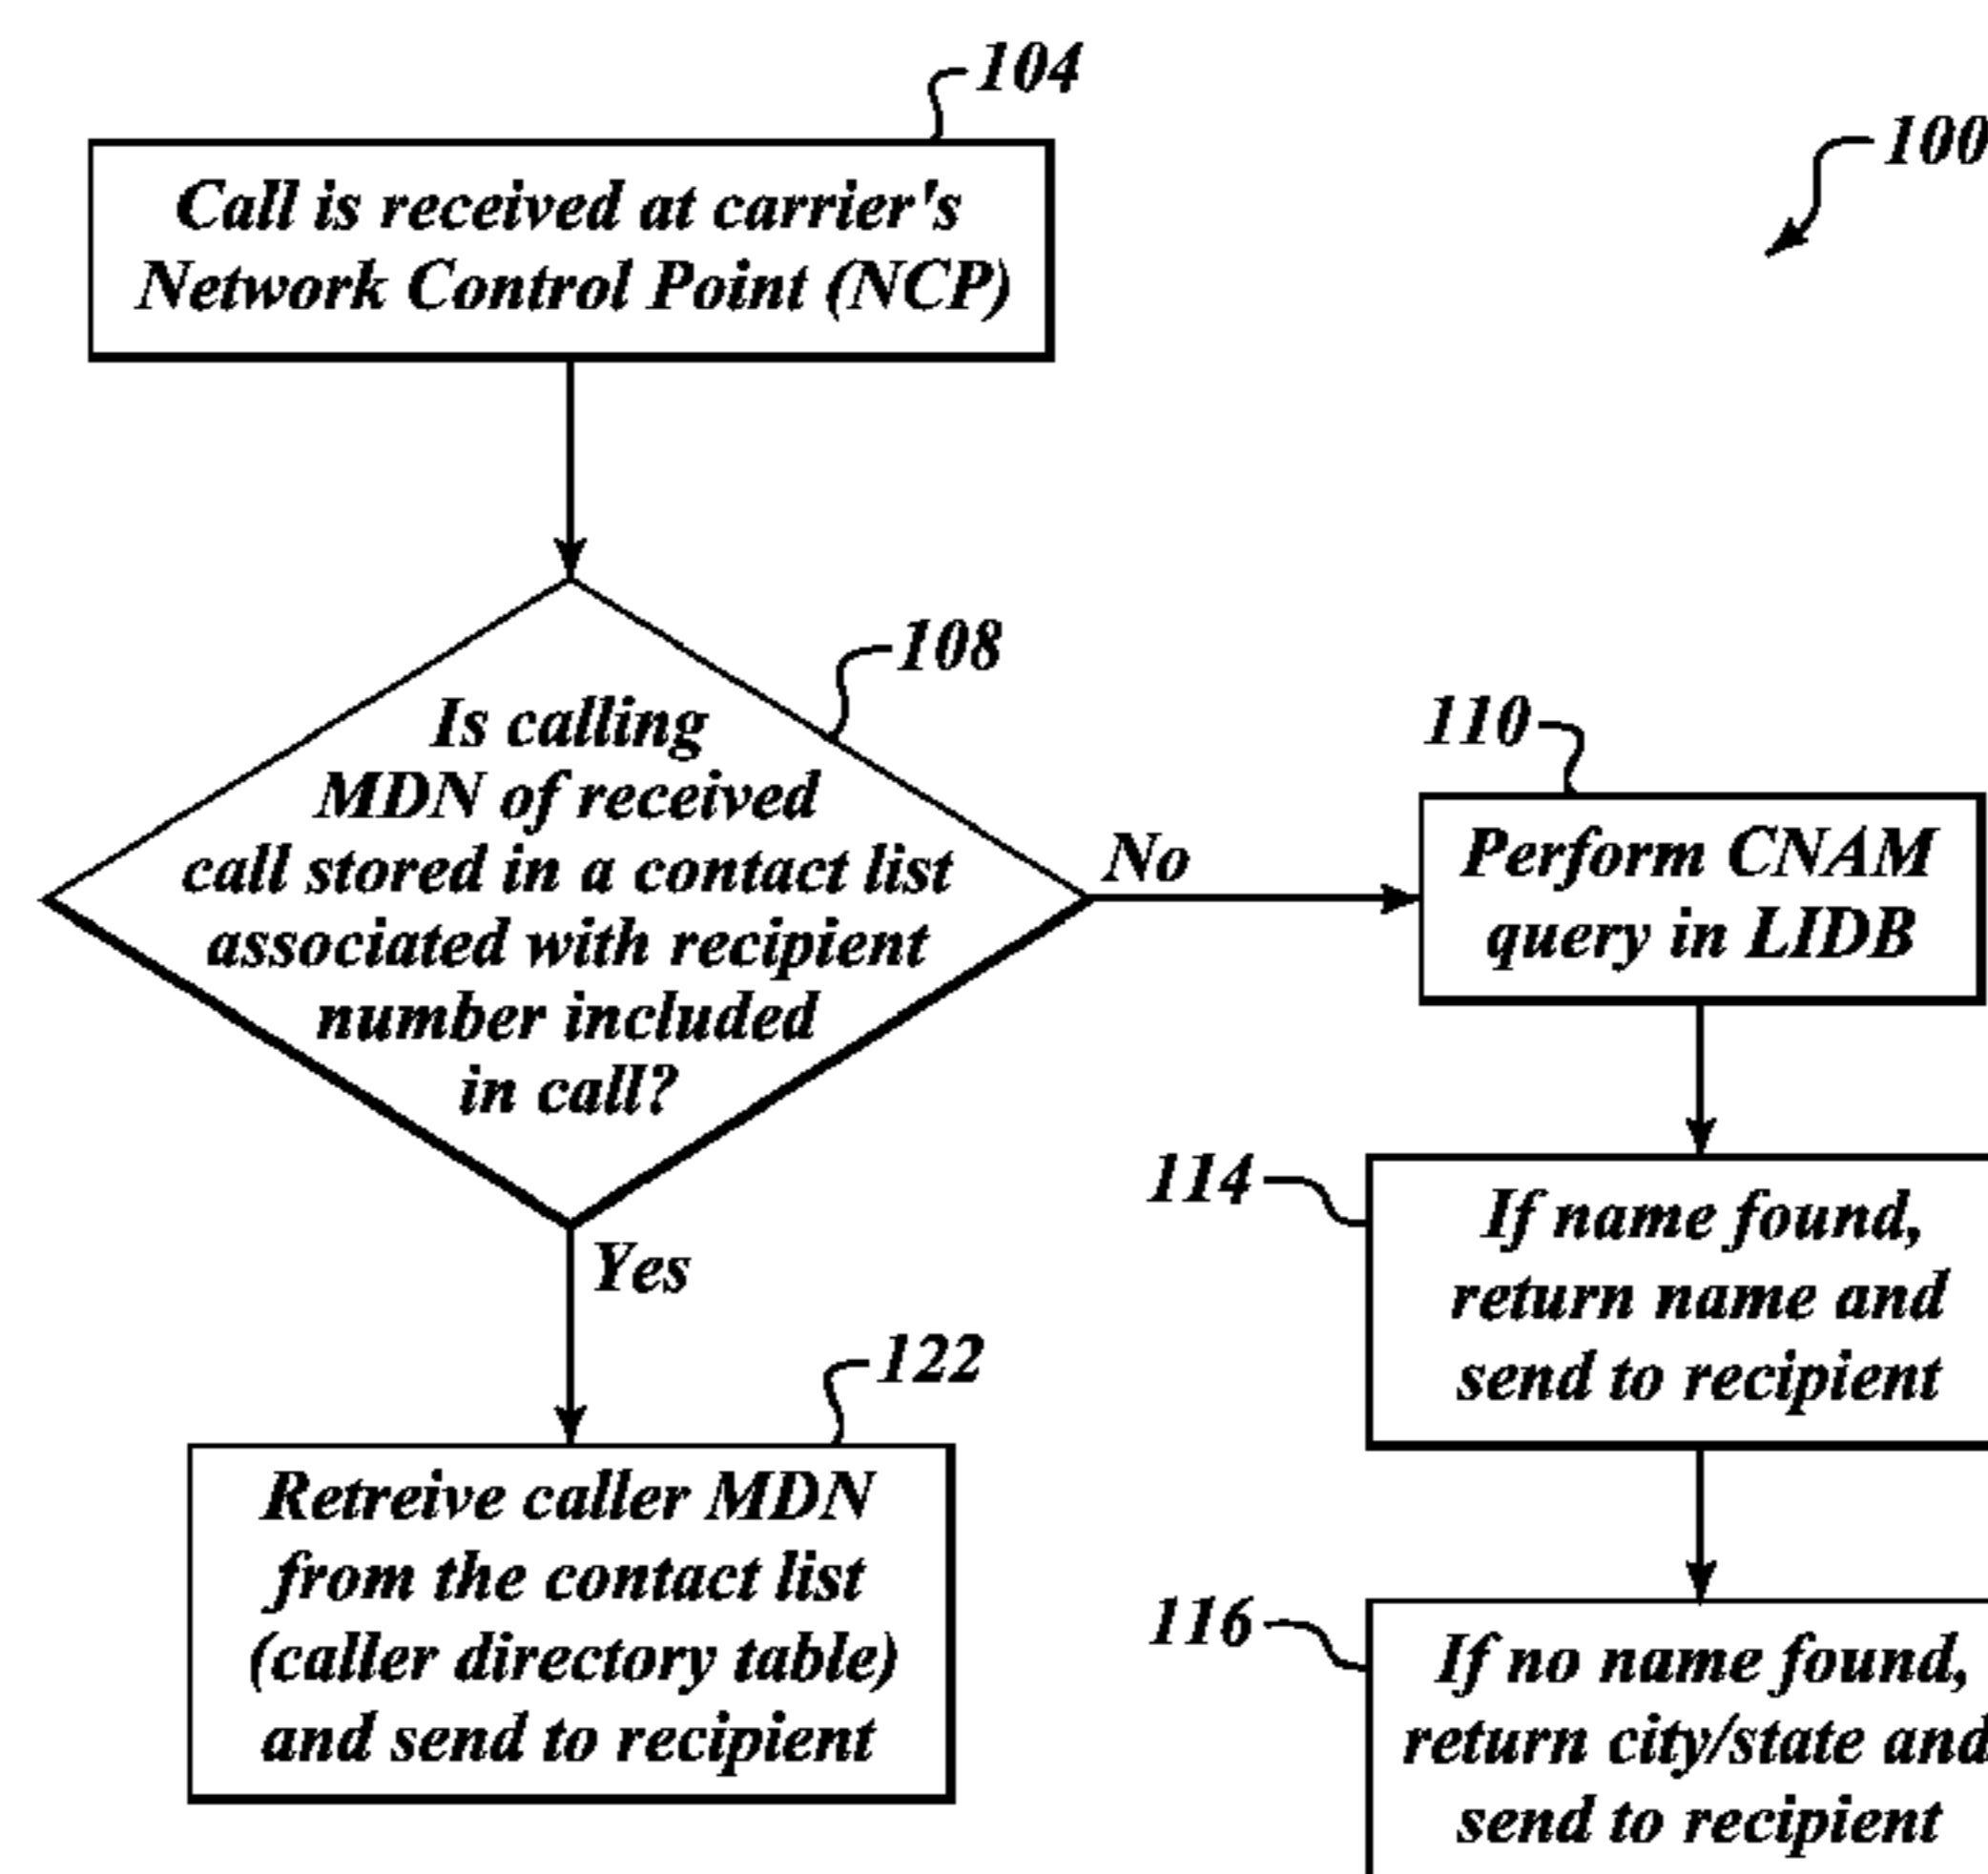 104
100
Call is received at carrier's
Network Control Point (NCP)
108
Is calling
MDN of received
call stored in a contact list
associated with recipient
number included
in call?
No
110
Perform CNAM
query in LIDB
114
If name found,
return name and
send to recipient
Yes
122
Retreive caller MDN
from the contact list
(caller directory table)
and send to recipient
116
If no name found,
return city/state and
send to recipient